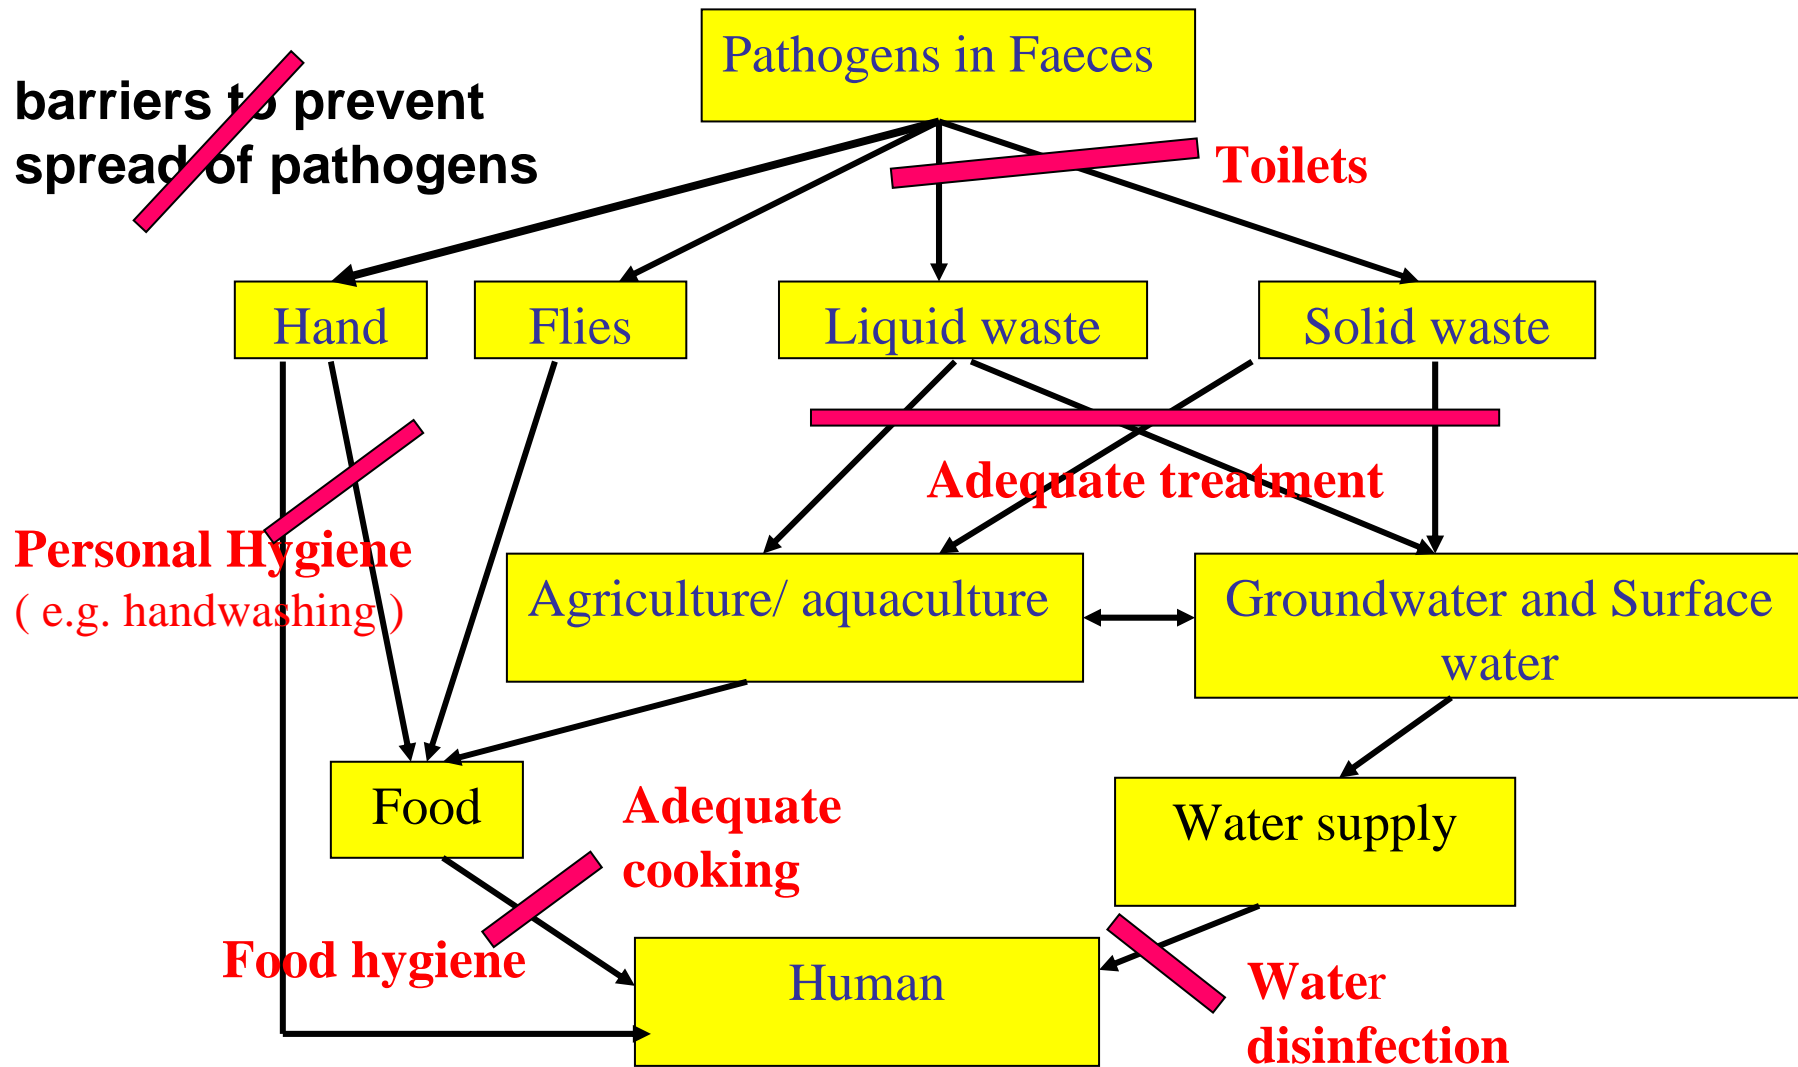 Pathogens in Faeces
barriers to prevent
spread of pathogens
Toilets
Hand
Flies
Liquid waste
Solid waste
Adequate treatment
Personal Hygiene
( e.g. handwashing )
Agriculture/ aquaculture
Groundwater and Surface
water
Food
Adequate
cooking
Water supply
Food hygiene
Human
Water
disinfection